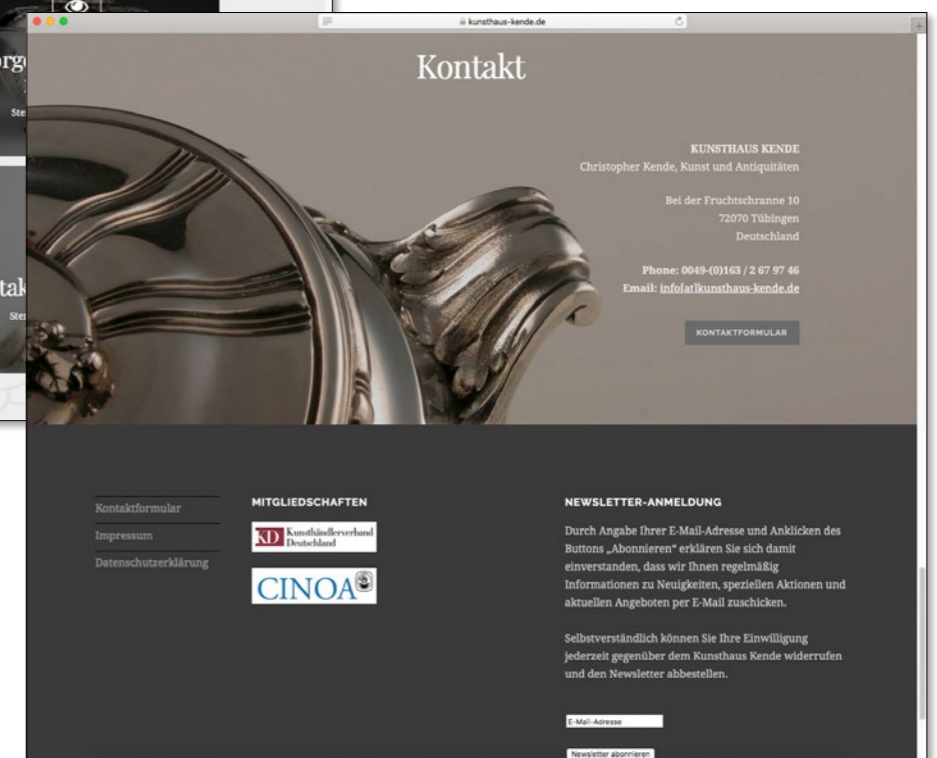 kunsthaus-kende.de
Kontakt
KUNSTHAUS KENDE
Christopher Kende, Kunst und Antiquitäten
Bei der Fruchtschranne 10
72070 Tübingen
Deutschland
Phone: 0049-(0)163 / 2 67 97 46
Email: info[at]kunsthaus-kende.de
KONTAKTFORMULAR
Kontaktformular
Impressum
Datenschutzerklärung
MITGLIEDSCHAFTEN
KD Kunsthändlerverband
Deutschland
CINOA
NEWSLETTER-ANMELDUNG
Durch Angabe Ihrer E-Mail-Adresse und Anklicken des
Buttons „Abonnieren“ erklären Sie sich damit
einverstanden, dass wir Ihnen regelmäßig
Informationen zu Neuigkeiten, speziellen Aktionen und
aktuellen Angeboten per E-Mail zuschicken.
Selbstverständlich können Sie Ihre Einwilligung
jederzeit gegenüber dem Kunsthaus Kende widerrufen
und den Newsletter abbestellen.
E-Mail-Adresse
Newsletter abonnieren